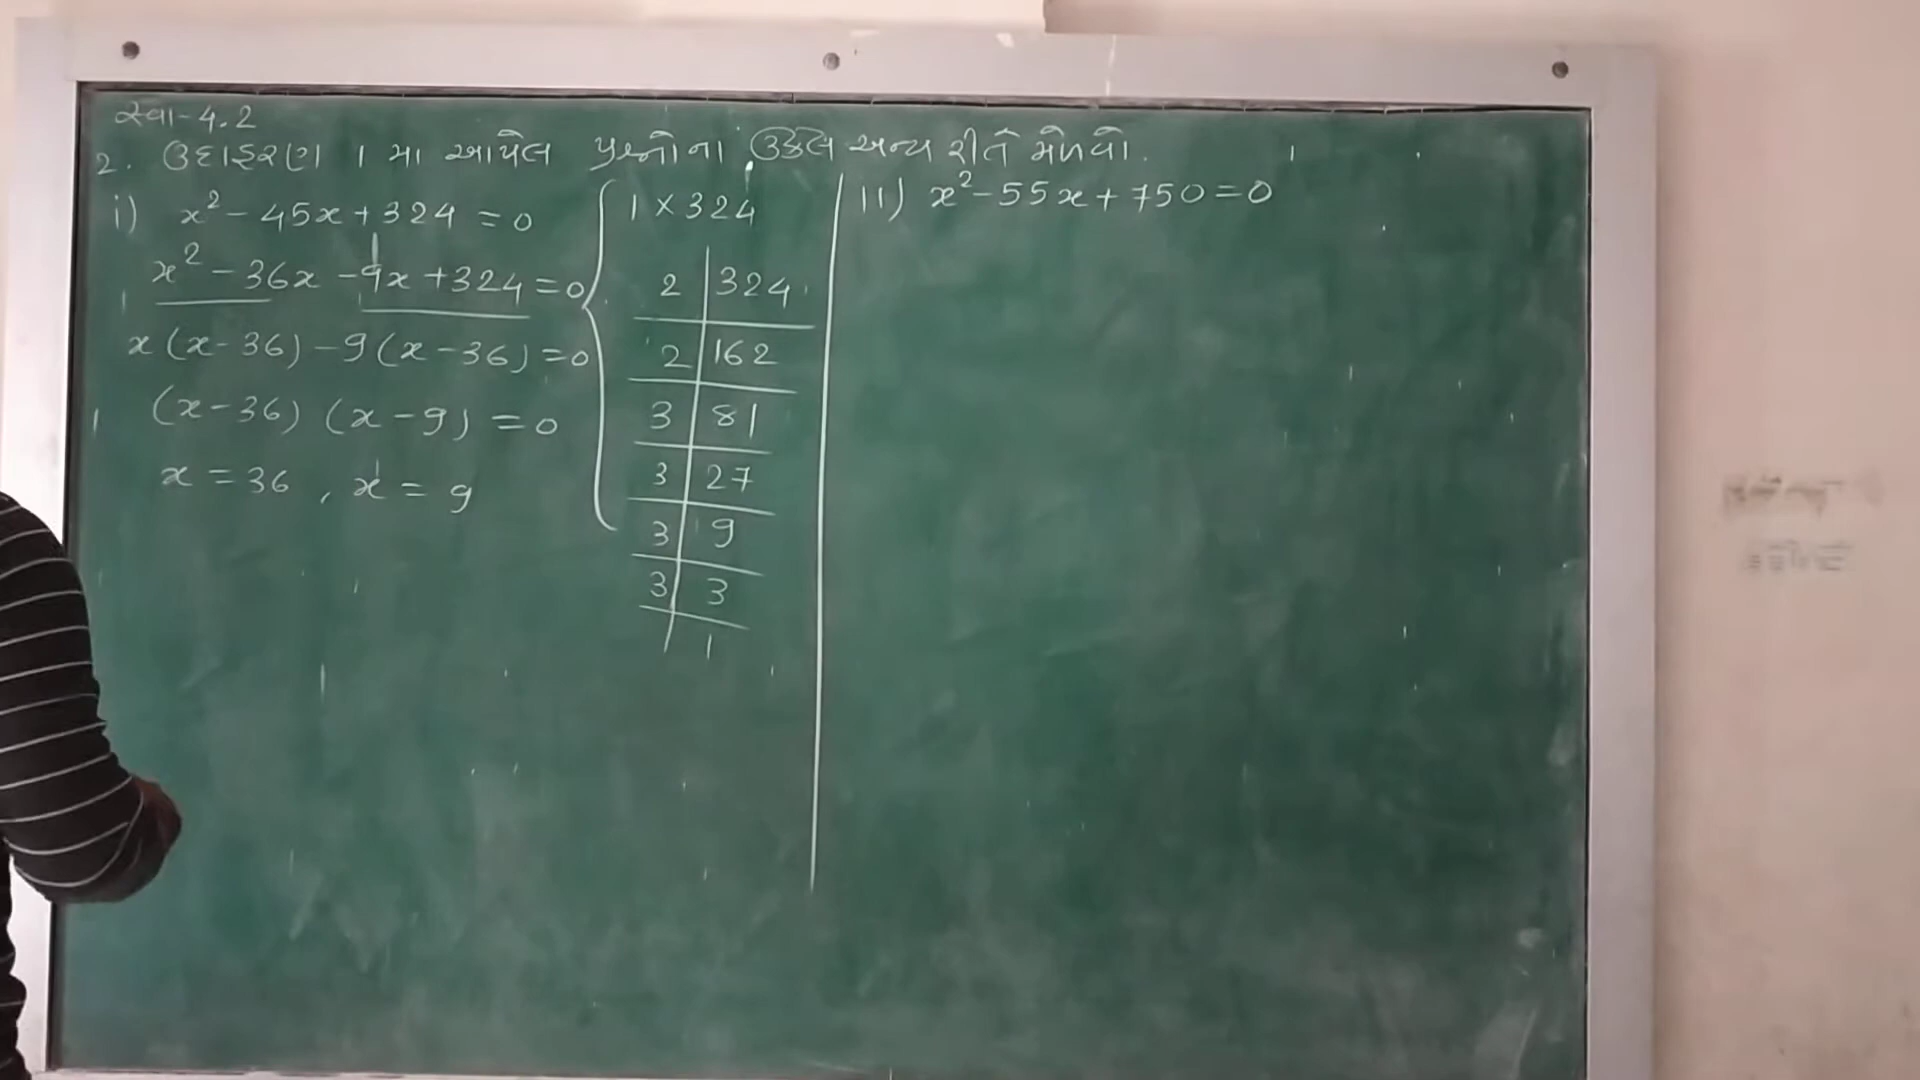 સ્વા-4.2
2. ઉદાહરણ 1 મા આપેલ પ્રશ્નોના ઉકેલ અન્ય રીતે મેળવો.
i) x² - 45x + 324 = 0
x² - 36x - 9x + 324 = 0
x(x - 36) - 9(x - 36) = 0
(x - 36) (x - 9) = 0
x = 36 , x = 9
1 × 324
2 | 324
2 | 162
3 | 81
3 | 27
3 | 9
3 | 3
| 1
11) x² - 55x + 750 = 0